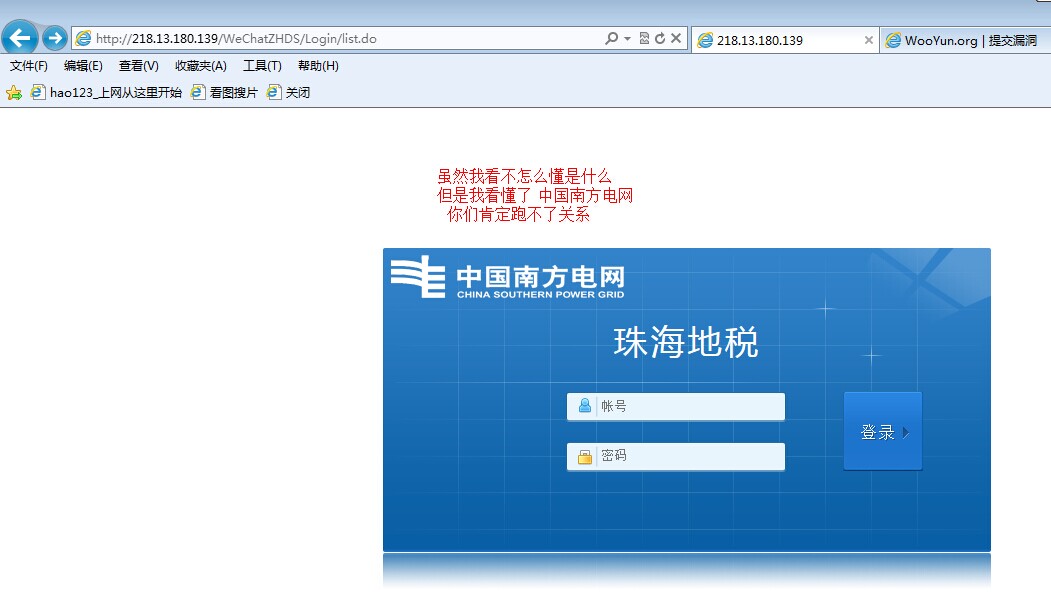 http://218.13.180.139/WeChatZHDS/Login/list.do
218.13.180.139
WooYun.org | 提交漏洞
文件(F) 编辑(E) 查看(V) 收藏夹(A) 工具(T) 帮助(H)
hao123_上网从这里开始 看图搜片 关闭
虽然我看不怎么懂是什么
但是我看懂了 中国南方电网
你们肯定跑不了关系
中国南方电网
CHINA SOUTHERN POWER GRID
珠海地税
帐号
登录
密码